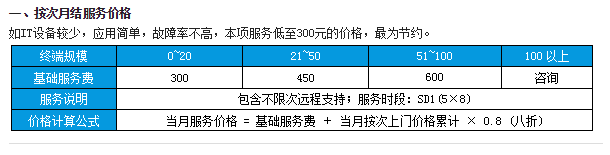 一、按次月结服务价格
如IT设备较少，应用简单，故障率不高，本项服务低至300元的价格，最为节约。
终端规模 0~20 21~50 51~100 100以上
基础服务费 300 450 600 咨询
服务说明 包含不限次远程支持；服务时段：SD1(5×8)
价格计算公式 当月服务价格 = 基础服务费 + 当月按次上门价格累计 × 0.8（八折）